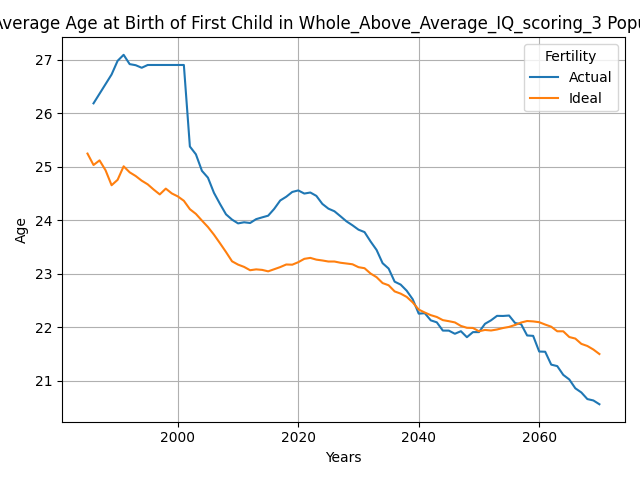 Average Age at Birth of First Child in Whole_Above_Average_IQ_scoring_3
Fertility
Actual
Ideal
27
26
25
24
23
22
21
Age
2000 2020 2040 2060
Years